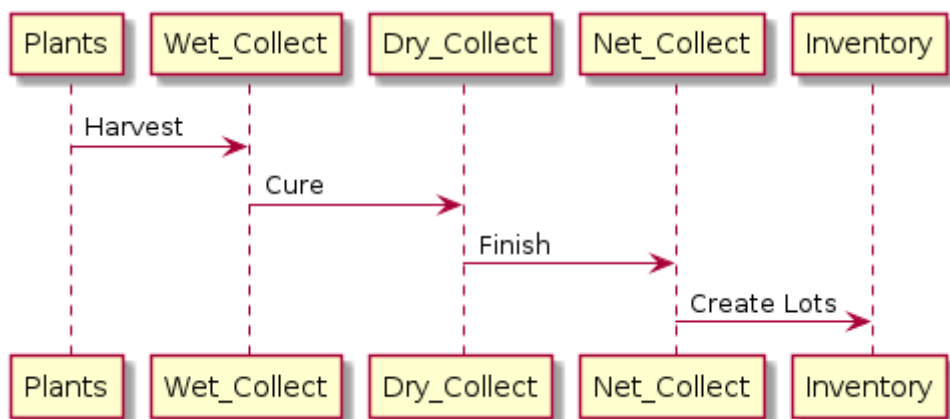 Plants Wet_Collect Dry_Collect Net_Collect Inventory
Harvest
Cure
Finish
Create Lots
Plants Wet_Collect Dry_Collect Net_Collect Inventory